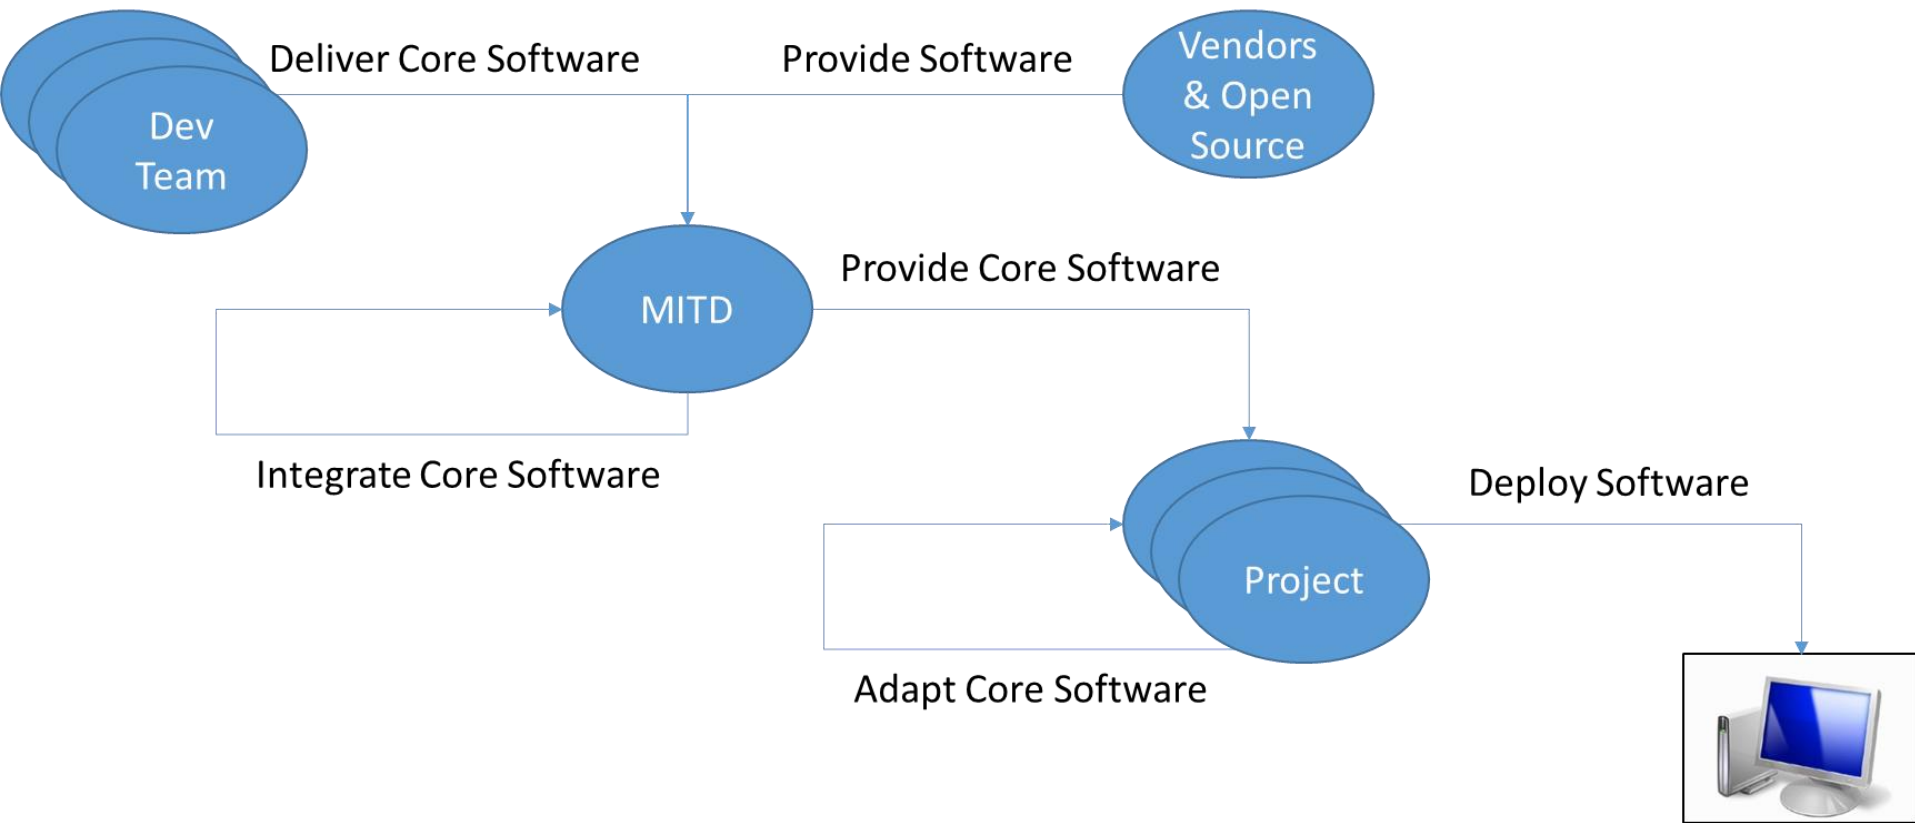 Deliver Core Software
Provide Software
Vendors
& Open
Source
Dev
Team
Provide Core Software
MITD
Integrate Core Software
Deploy Software
Project
Adapt Core Software